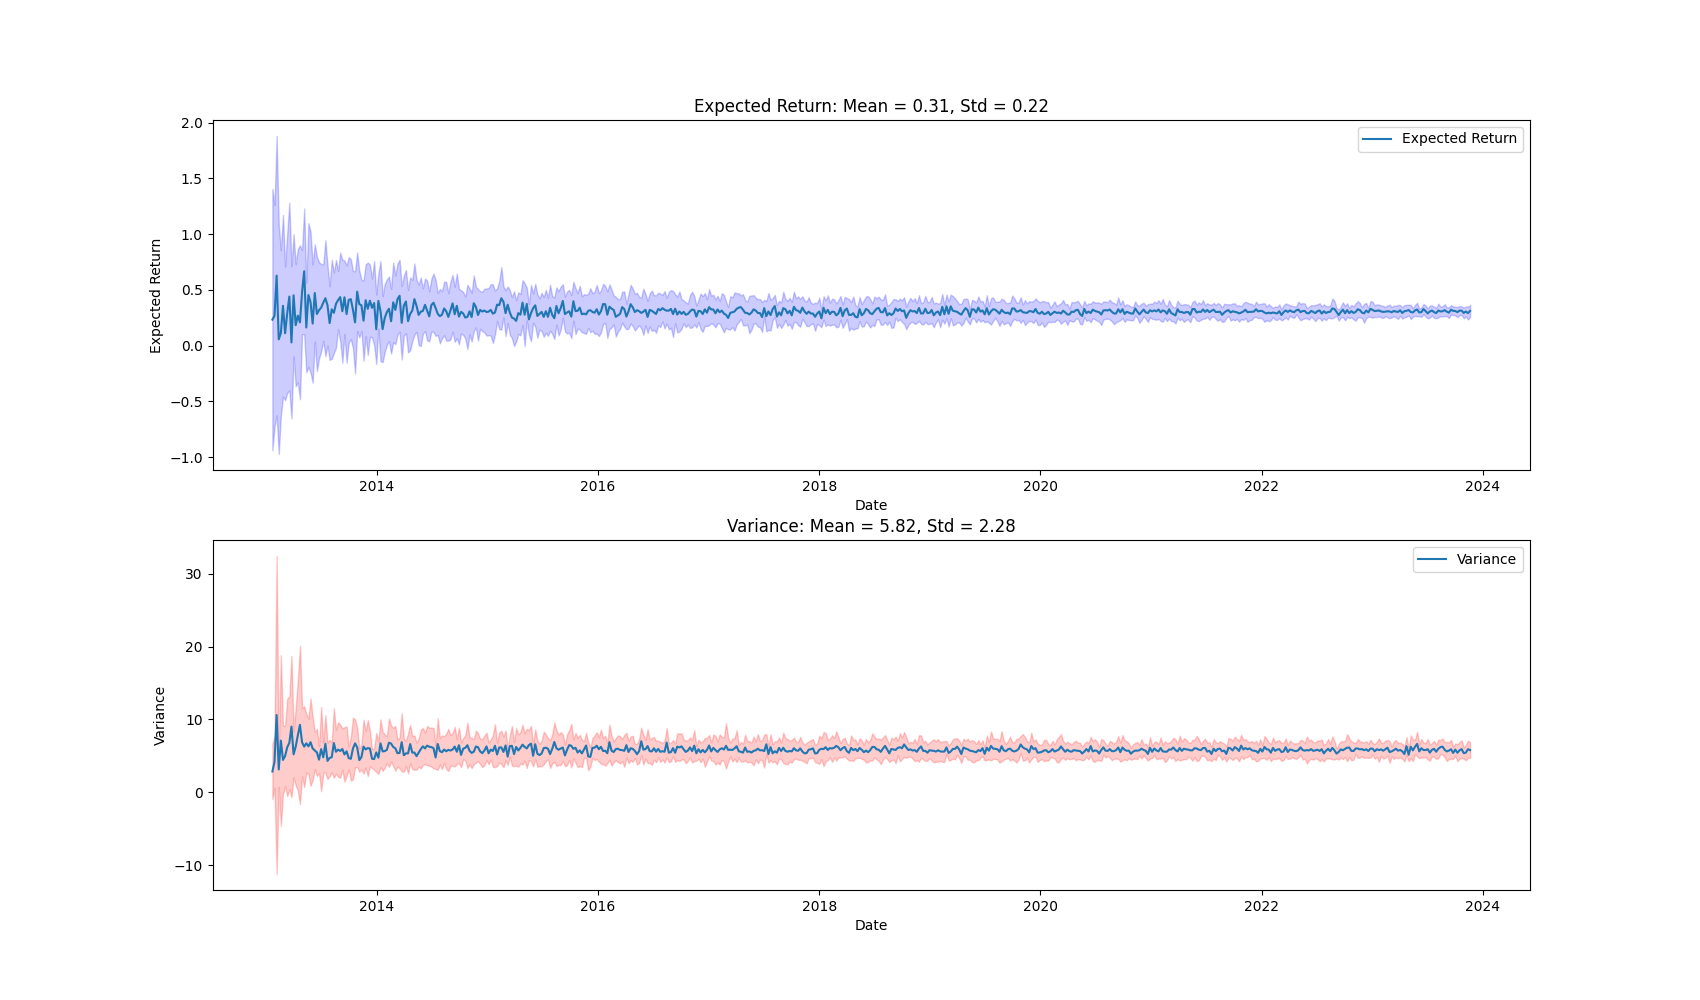 Expected Return: Mean = 0.31, Std = 0.22
2.0
1.5
1.0
0.5
0.0
−0.5
−1.0
Expected Return
Expected Return
2014 2016 2018 2020 2022 2024
Date
Variance: Mean = 5.82, Std = 2.28
30
20
10
0
−10
Variance
Variance
2014 2016 2018 2020 2022 2024
Date